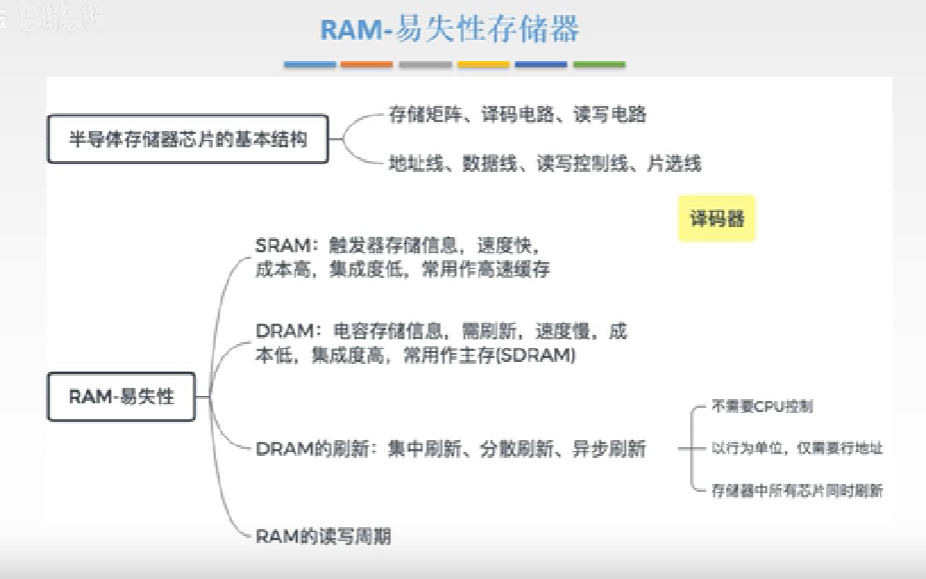 RAM-易失性存储器
半导体存储器芯片的基本结构
存储矩阵、译码电路、读写电路
地址线、数据线、读写控制线、片选线
译码器
RAM-易失性
SRAM：触发器存储信息，速度快，
成本高，集成度低，常用作高速缓存
DRAM：电容存储信息，需刷新，速度慢，成
本低，集成度高，常用作主存(SDRAM)
DRAM的刷新：集中刷新、分散刷新、异步刷新
不需要CPU控制
以行为单位，仅需要行地址
存储器中所有芯片同时刷新
RAM的读写周期